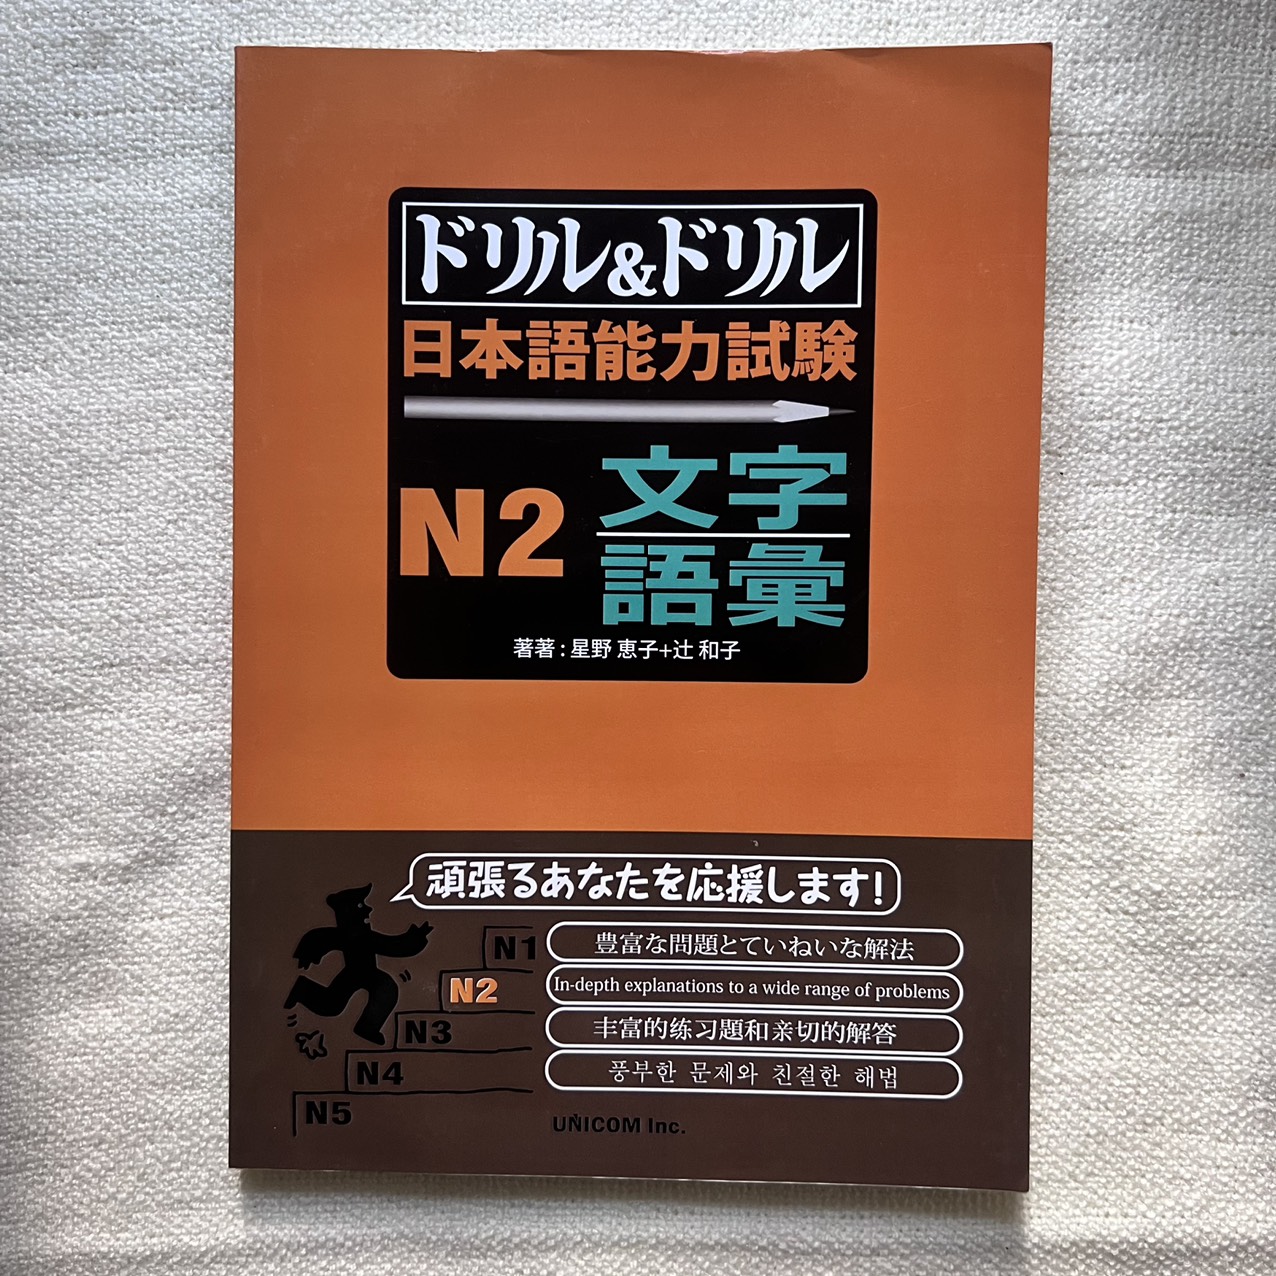 ドリル&ドリル
日本語能力試験
N2
文字
語彙
著著:星野 恵子+辻 和子
頑張るあなたを応援します!
N1
N2
N3
N4
N5
豊富な問題とていねいな解法
In-depth explanations to a wide range of problems
丰富的练习題和亲切的解答
풍부한 문제와 친절한 해법
UNICOM Inc.